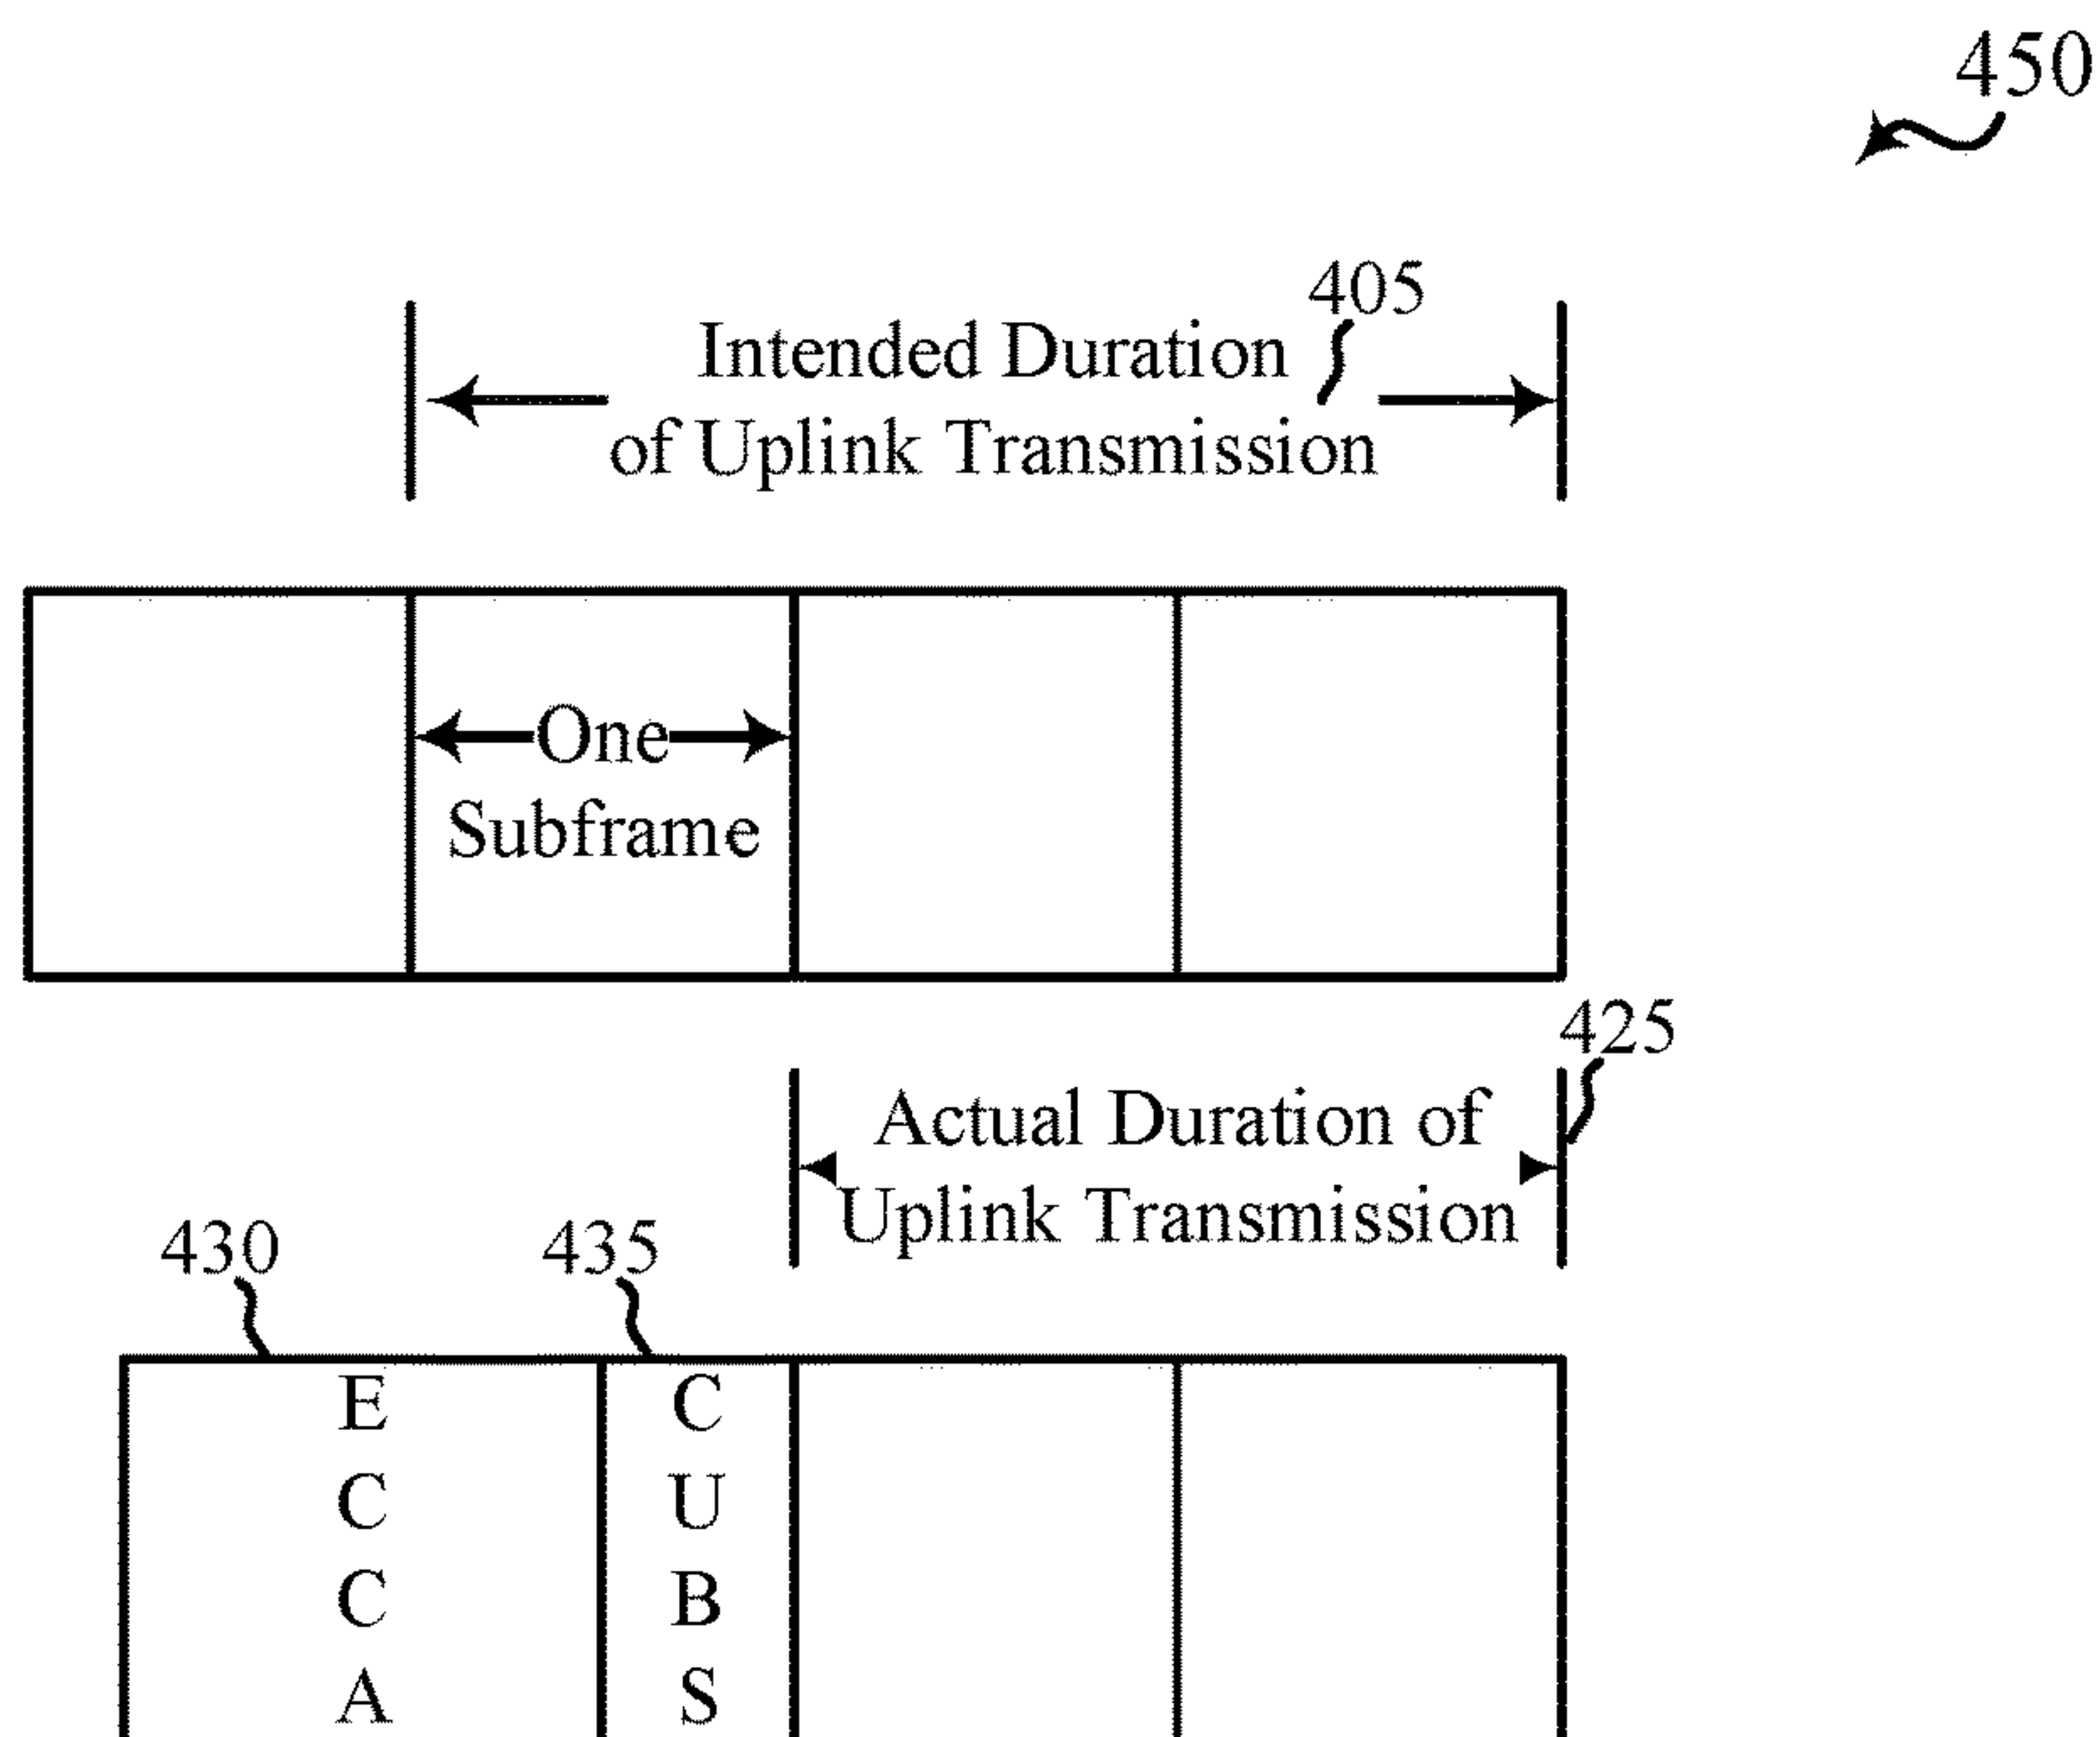 450
405
Intended Duration
of Uplink Transmission
One
Subframe
425
Actual Duration of
Uplink Transmission
430
435
E
C
C
A
C
U
B
S